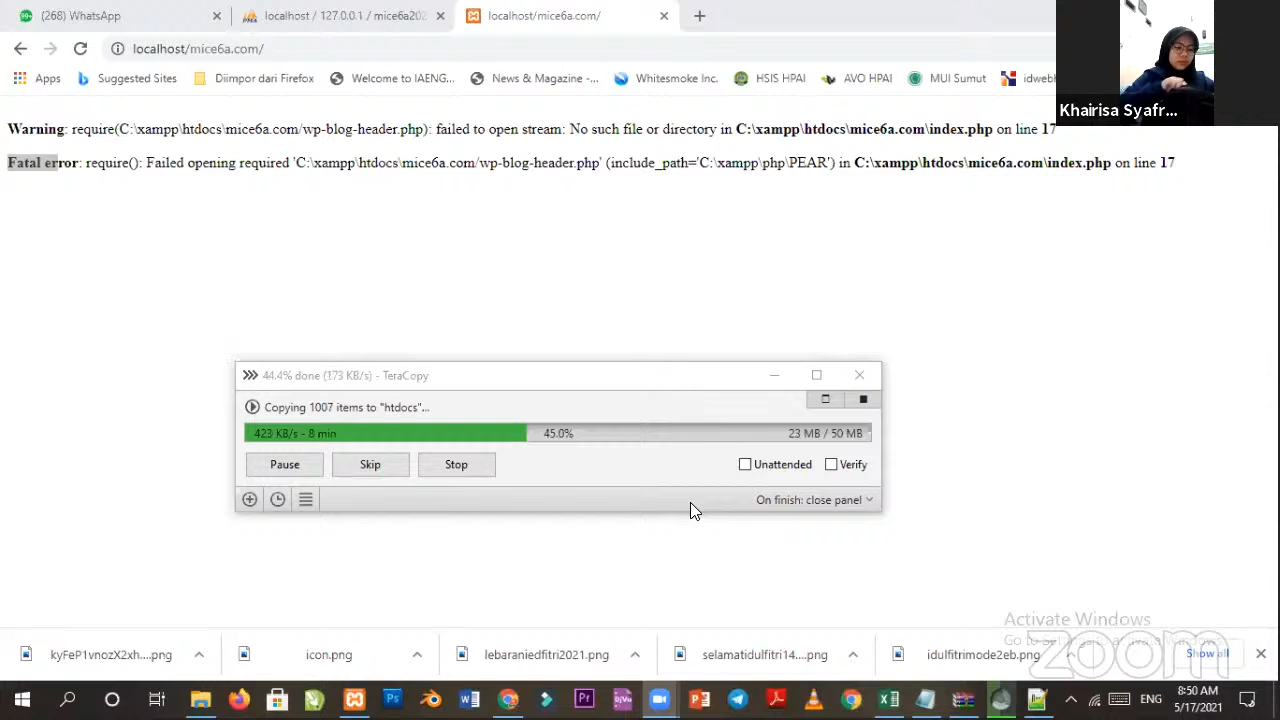 (268) WhatsApp
localhost / 127.0.0.1 / mice6a202
localhost/mice6a.com/
localhost/mice6a.com/
Apps
Suggested Sites
Diimpor dari Firefox
Welcome to IAENG...
News & Magazine -...
Whitesmoke Inc.
HSIS HPAI
AVO HPAI
MUI Sumut
idwebh
Khairisa Syafr...
Warning: require(C:\xampp\htdocs\mice6a.com/wp-blog-header.php): failed to open stream: No such file or directory in C:\xampp\htdocs\mice6a.com\index.php on line 17
Fatal error: require(): Failed opening required 'C:\xampp\htdocs\mice6a.com/wp-blog-header.php' (include_path='C:\xampp\php\PEAR') in C:\xampp\htdocs\mice6a.com\index.php on line 17
44.4% done (173 KB/s) - TeraCopy
Copying 1007 items to "htdocs"...
423 KB/s - 8 min
45.0%
23 MB / 50 MB
Pause
Skip
Stop
Unattended
Verify
On finish: close panel
Activate Windows
zoom
kyFeP1vnozX2xh....png
icon.png
lebaraniedfitri2021.png
selamatidulfitri14....png
idulfitrimode2eb.png
Show all
ENG
8:50 AM
5/17/2021